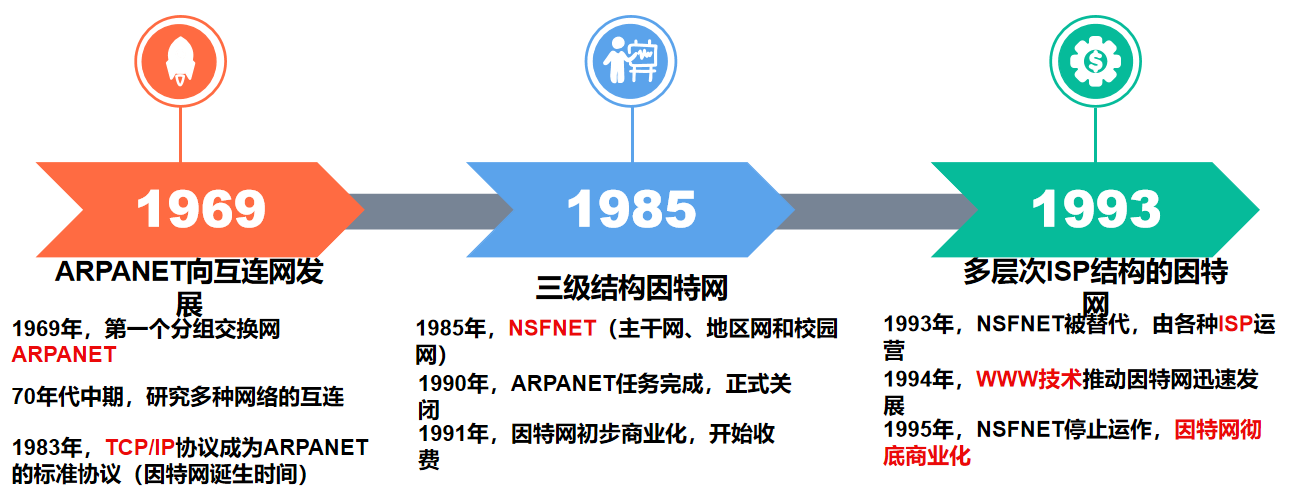 1969
ARPANET向互连网发
展
1969年，第一个分组交换网
ARPANET
70年代中期，研究多种网络的互连
1983年，TCP/IP协议成为ARPANET
的标准协议（因特网诞生时间）
1985
三级结构因特网
1985年，NSFNET（主干网、地区网和校园
网）
1990年，ARPANET任务完成，正式关
闭
1991年，因特网初步商业化，开始收
费
1993
多层次ISP结构的因特
网
1993年，NSFNET被替代，由各种ISP运
营
1994年，WWW技术推动因特网迅速发
展
1995年，NSFNET停止运作，因特网彻
底商业化